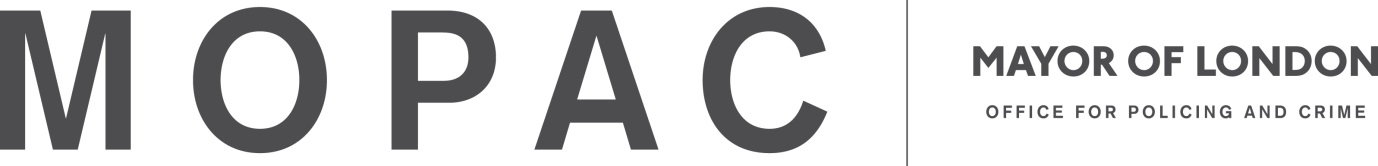 MOPAC
MAYOR OF LONDON
OFFICE FOR POLICING AND CRIME